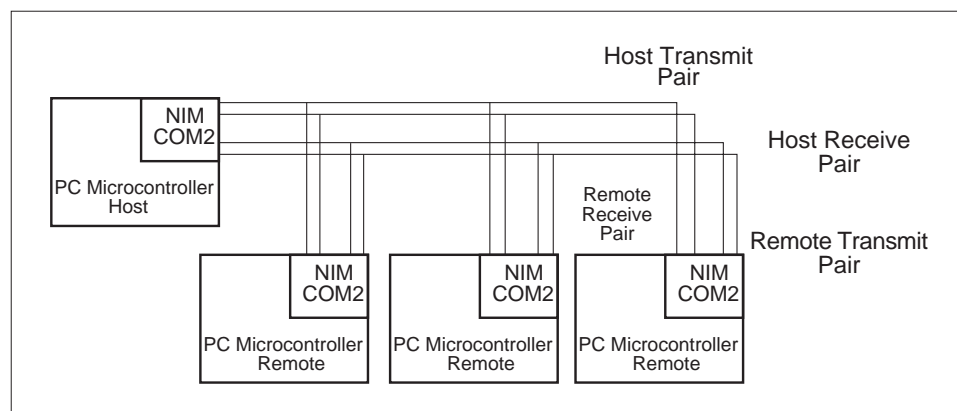 Host Transmit
Pair
NIM
COM2
PC Microcontroller
Host
Host Receive
Pair
Remote
Receive
Pair
Remote Transmit
Pair
NIM
COM2
PC Microcontroller
Remote
NIM
COM2
PC Microcontroller
Remote
NIM
COM2
PC Microcontroller
Remote